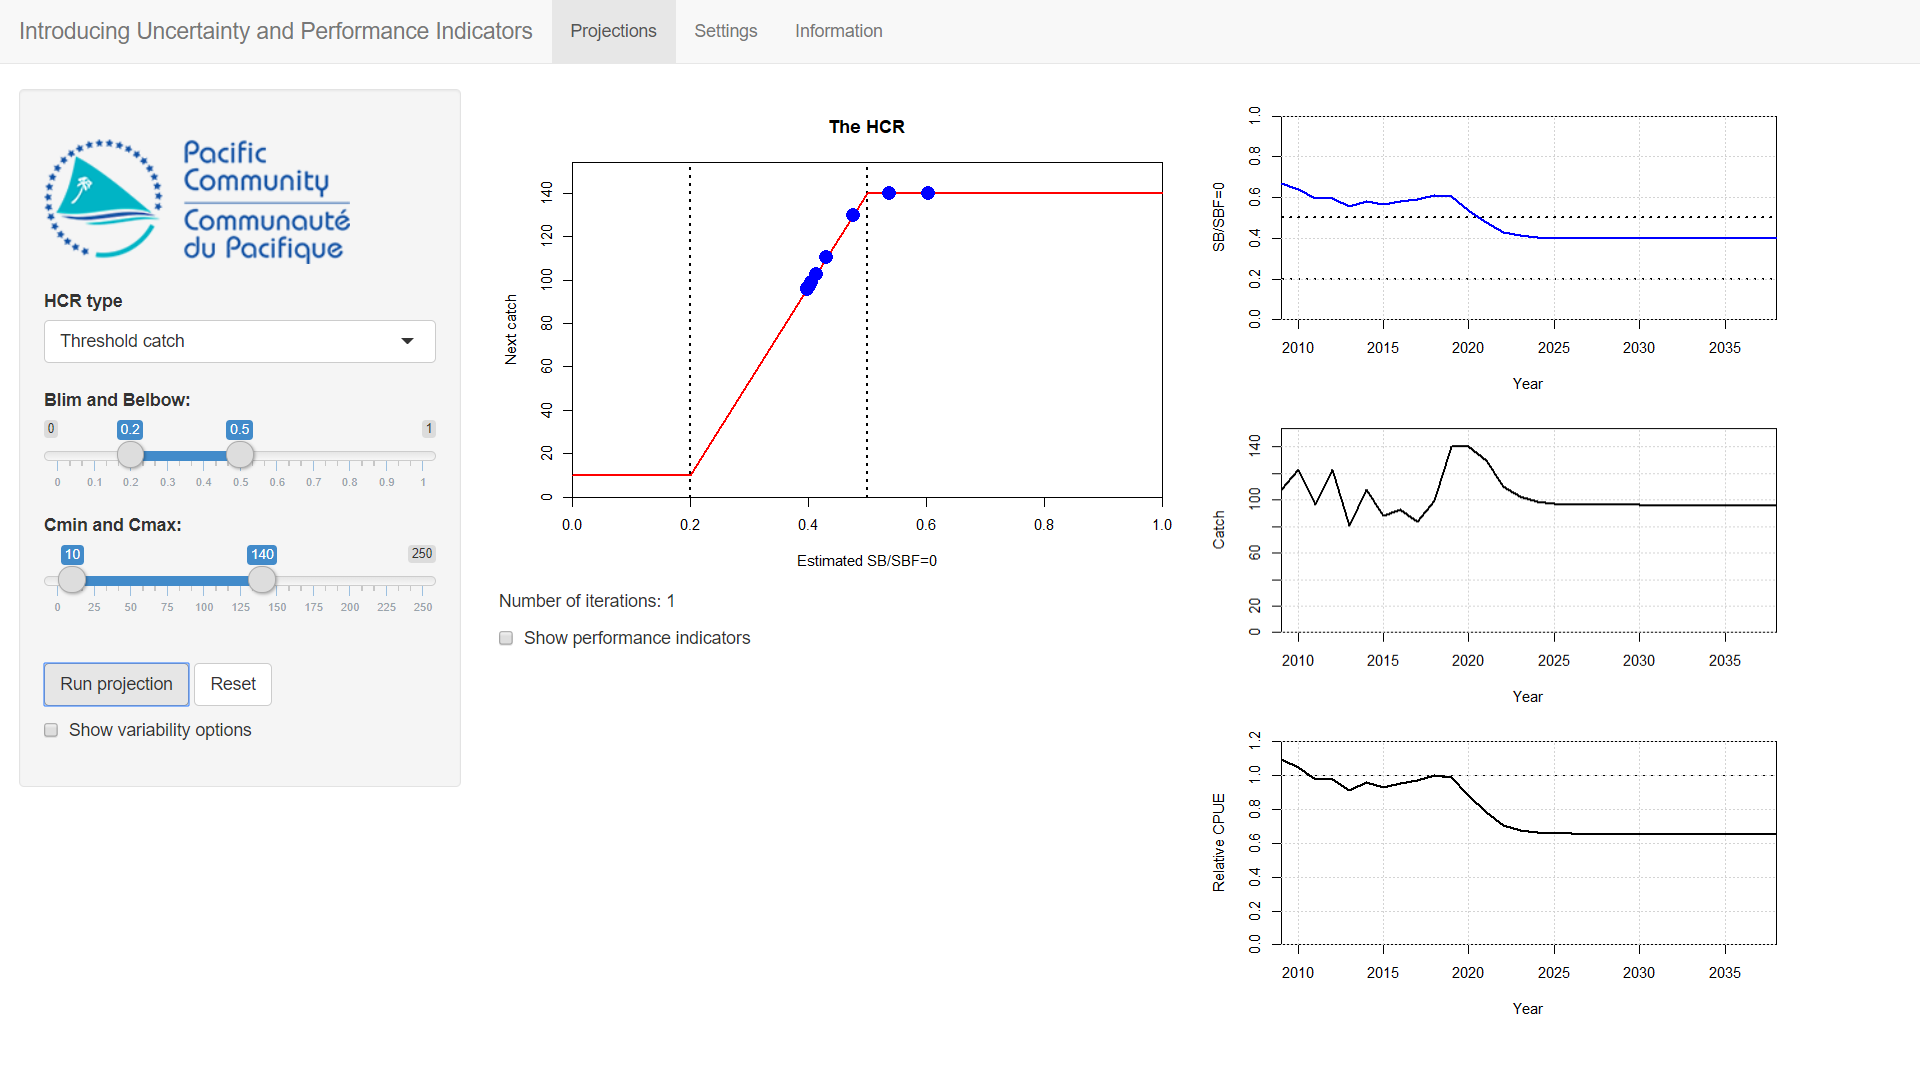 Introducing Uncertainty and Performance Indicators Projections Settings Information
Pacific
Community
Communauté
du Pacifique
HCR type
Threshold catch
Blim and Belbow:
0 0.2 0.5 1
0 0.1 0.2 0.3 0.4 0.5 0.6 0.7 0.8 0.9 1
Cmin and Cmax:
10 140 250
0 25 50 75 100 125 150 175 200 225 250
Run projection Reset
Show variability options
The HCR
Next catch
0 20 40 60 80 100 120 140
0.0 0.2 0.4 0.6 0.8 1.0
Estimated SB/SBF=0
Number of iterations: 1
Show performance indicators
SB/SBF=0
0.0 0.2 0.4 0.6 0.8 1.0
2010 2015 2020 2025 2030 2035
Year
Catch
0 20 60 100 140
2010 2015 2020 2025 2030 2035
Year
Relative CPUE
0.0 0.2 0.4 0.6 0.8 1.0 1.2
2010 2015 2020 2025 2030 2035
Year